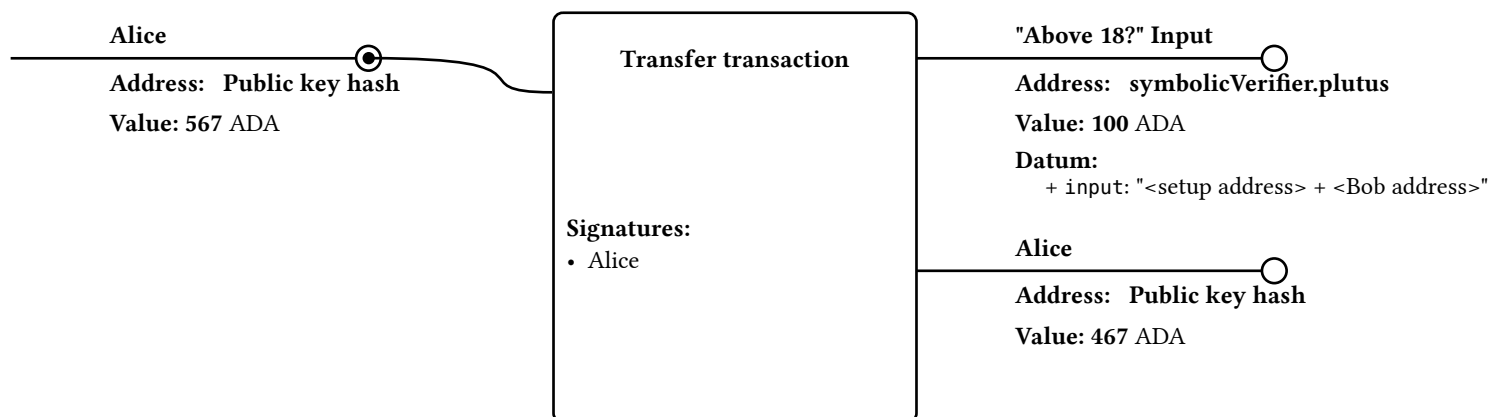 Alice
Address: Public key hash
Value: 567 ADA
Transfer transaction
Signatures:
• Alice
"Above 18?" Input
Address: symbolicVerifier.plutus
Value: 100 ADA
Datum:
+ input: "<setup address> + <Bob address>"
Alice
Address: Public key hash
Value: 467 ADA